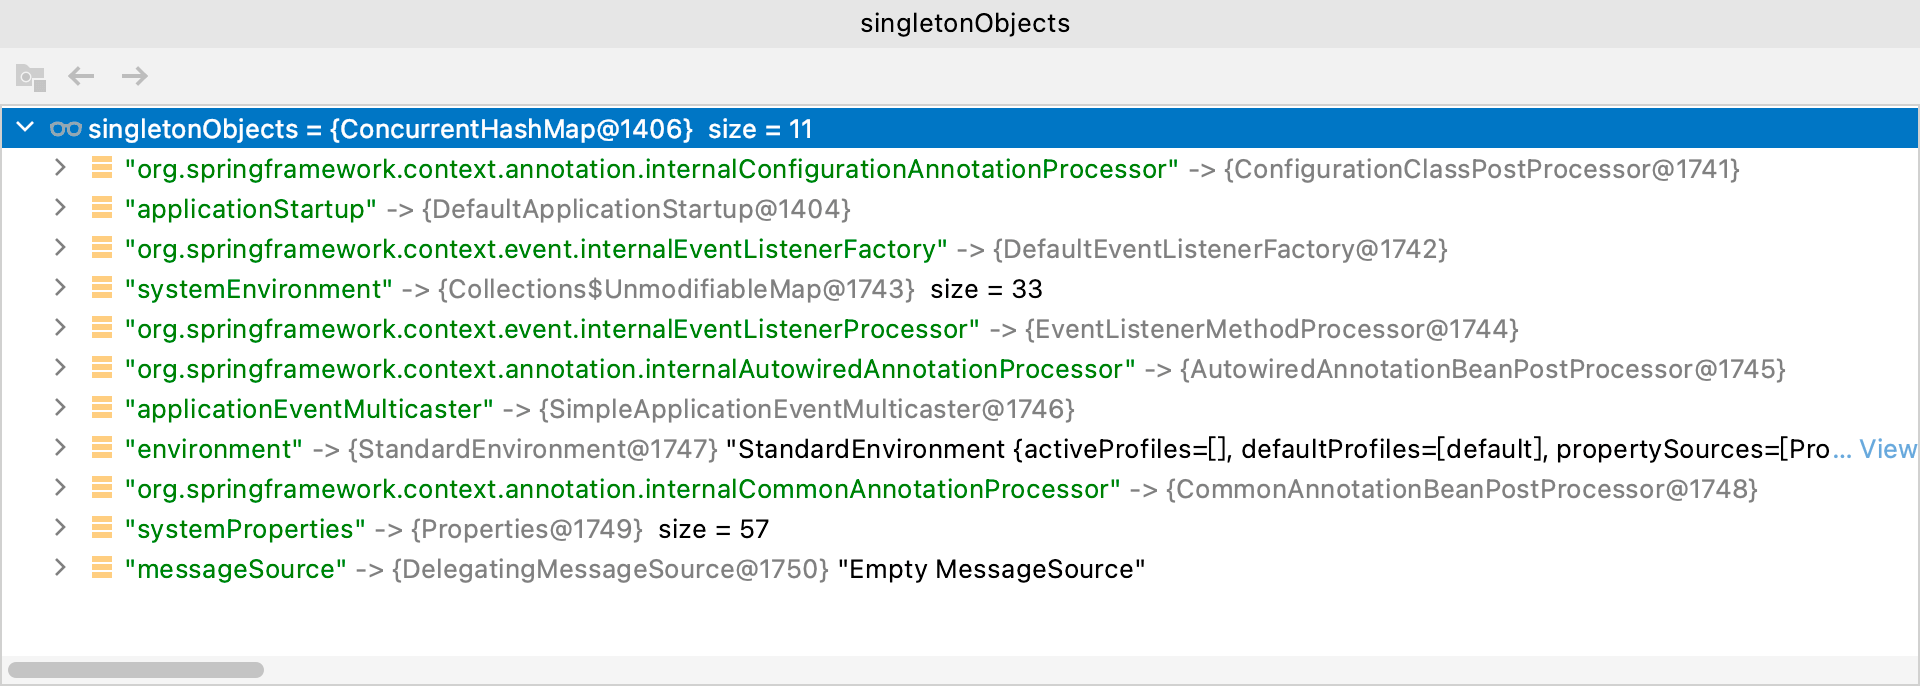 singletonObjects
singletonObjects = {ConcurrentHashMap@1406} size = 11
"org.springframework.context.annotation.internalConfigurationAnnotationProcessor" -> {ConfigurationClassPostProcessor@1741}
"applicationStartup" -> {DefaultApplicationStartup@1404}
"org.springframework.context.event.internalEventListenerFactory" -> {DefaultEventListenerFactory@1742}
"systemEnvironment" -> {Collections$UnmodifiableMap@1743} size = 33
"org.springframework.context.event.internalEventListenerProcessor" -> {EventListenerMethodProcessor@1744}
"org.springframework.context.annotation.internalAutowiredAnnotationProcessor" -> {AutowiredAnnotationBeanPostProcessor@1745}
"applicationEventMulticaster" -> {SimpleApplicationEventMulticaster@1746}
"environment" -> {StandardEnvironment@1747} "StandardEnvironment {activeProfiles=[], defaultProfiles=[default], propertySources=[Pro... View
"org.springframework.context.annotation.internalCommonAnnotationProcessor" -> {CommonAnnotationBeanPostProcessor@1748}
"systemProperties" -> {Properties@1749} size = 57
"messageSource" -> {DelegatingMessageSource@1750} "Empty MessageSource"